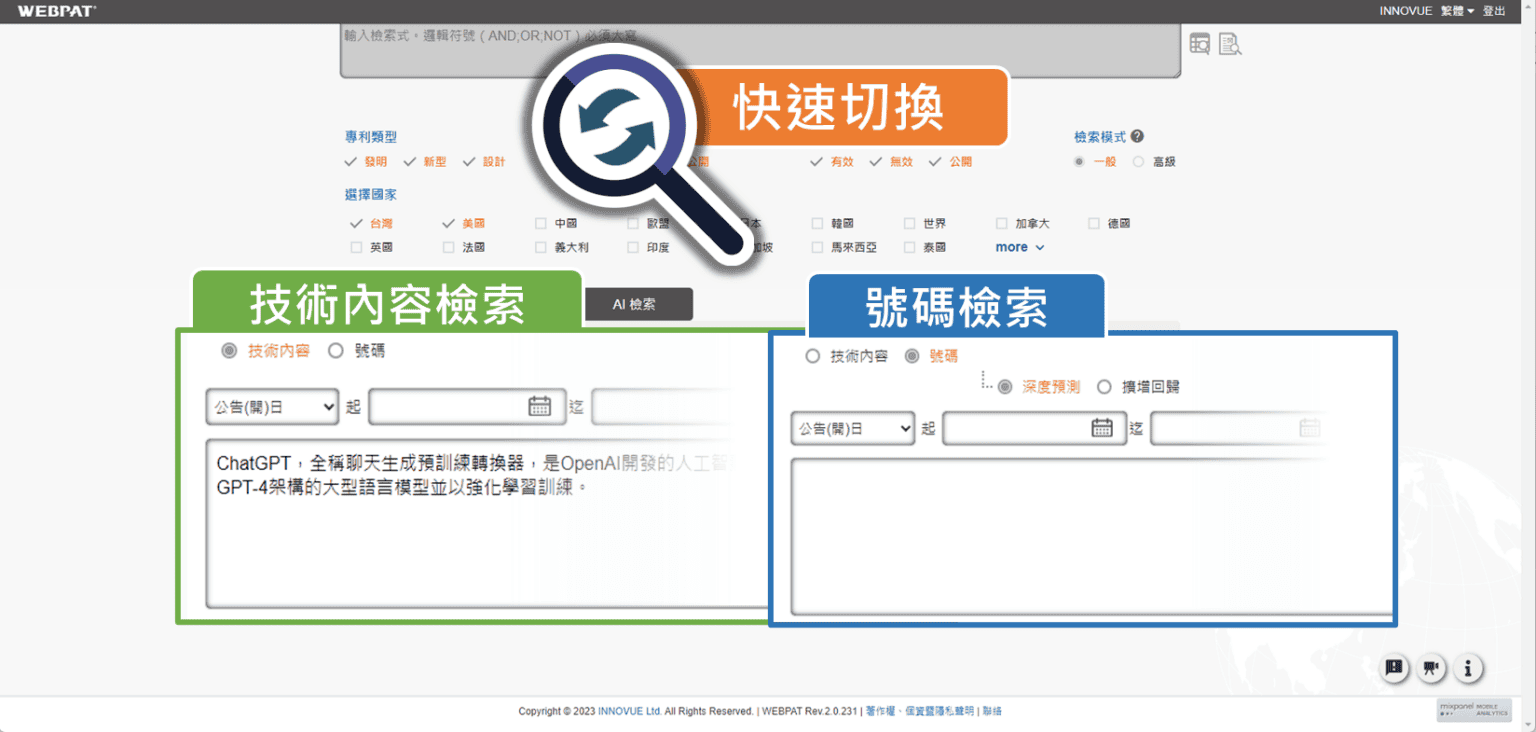 WEBPAT
INNOVUE 繁體 登出
輸入檢索式。邏輯符號 ( AND;OR;NOT ) 必須大寫
快速切換
專利類型
檢索模式 ?
發明 新型 設計 公開 有效 無效 公開 一般 高級
選擇國家
台灣 美國 中國 歐盟 本 韓國 世界 加拿大 德國
英國 法國 義大利 印度 加坡 馬來西亞 泰國 more
技術內容檢索
AI 檢索
號碼檢索
技術內容 號碼
技術內容 號碼
深度預測 擴增回歸
公告(開)日 起 迄
公告(開)日 起 迄
ChatGPT,全稱聊天生成預訓練轉換器,是OpenAI開發的人工智
GPT-4架構的大型語言模型並以強化學習訓練。
Copyright © 2023 INNOVUE Ltd. All Rights Reserved. | WEBPAT Rev.2.0.231 | 著作權、個資暨隱私聲明 | 聯絡
mixpanel MOBILE
ANALYTICS